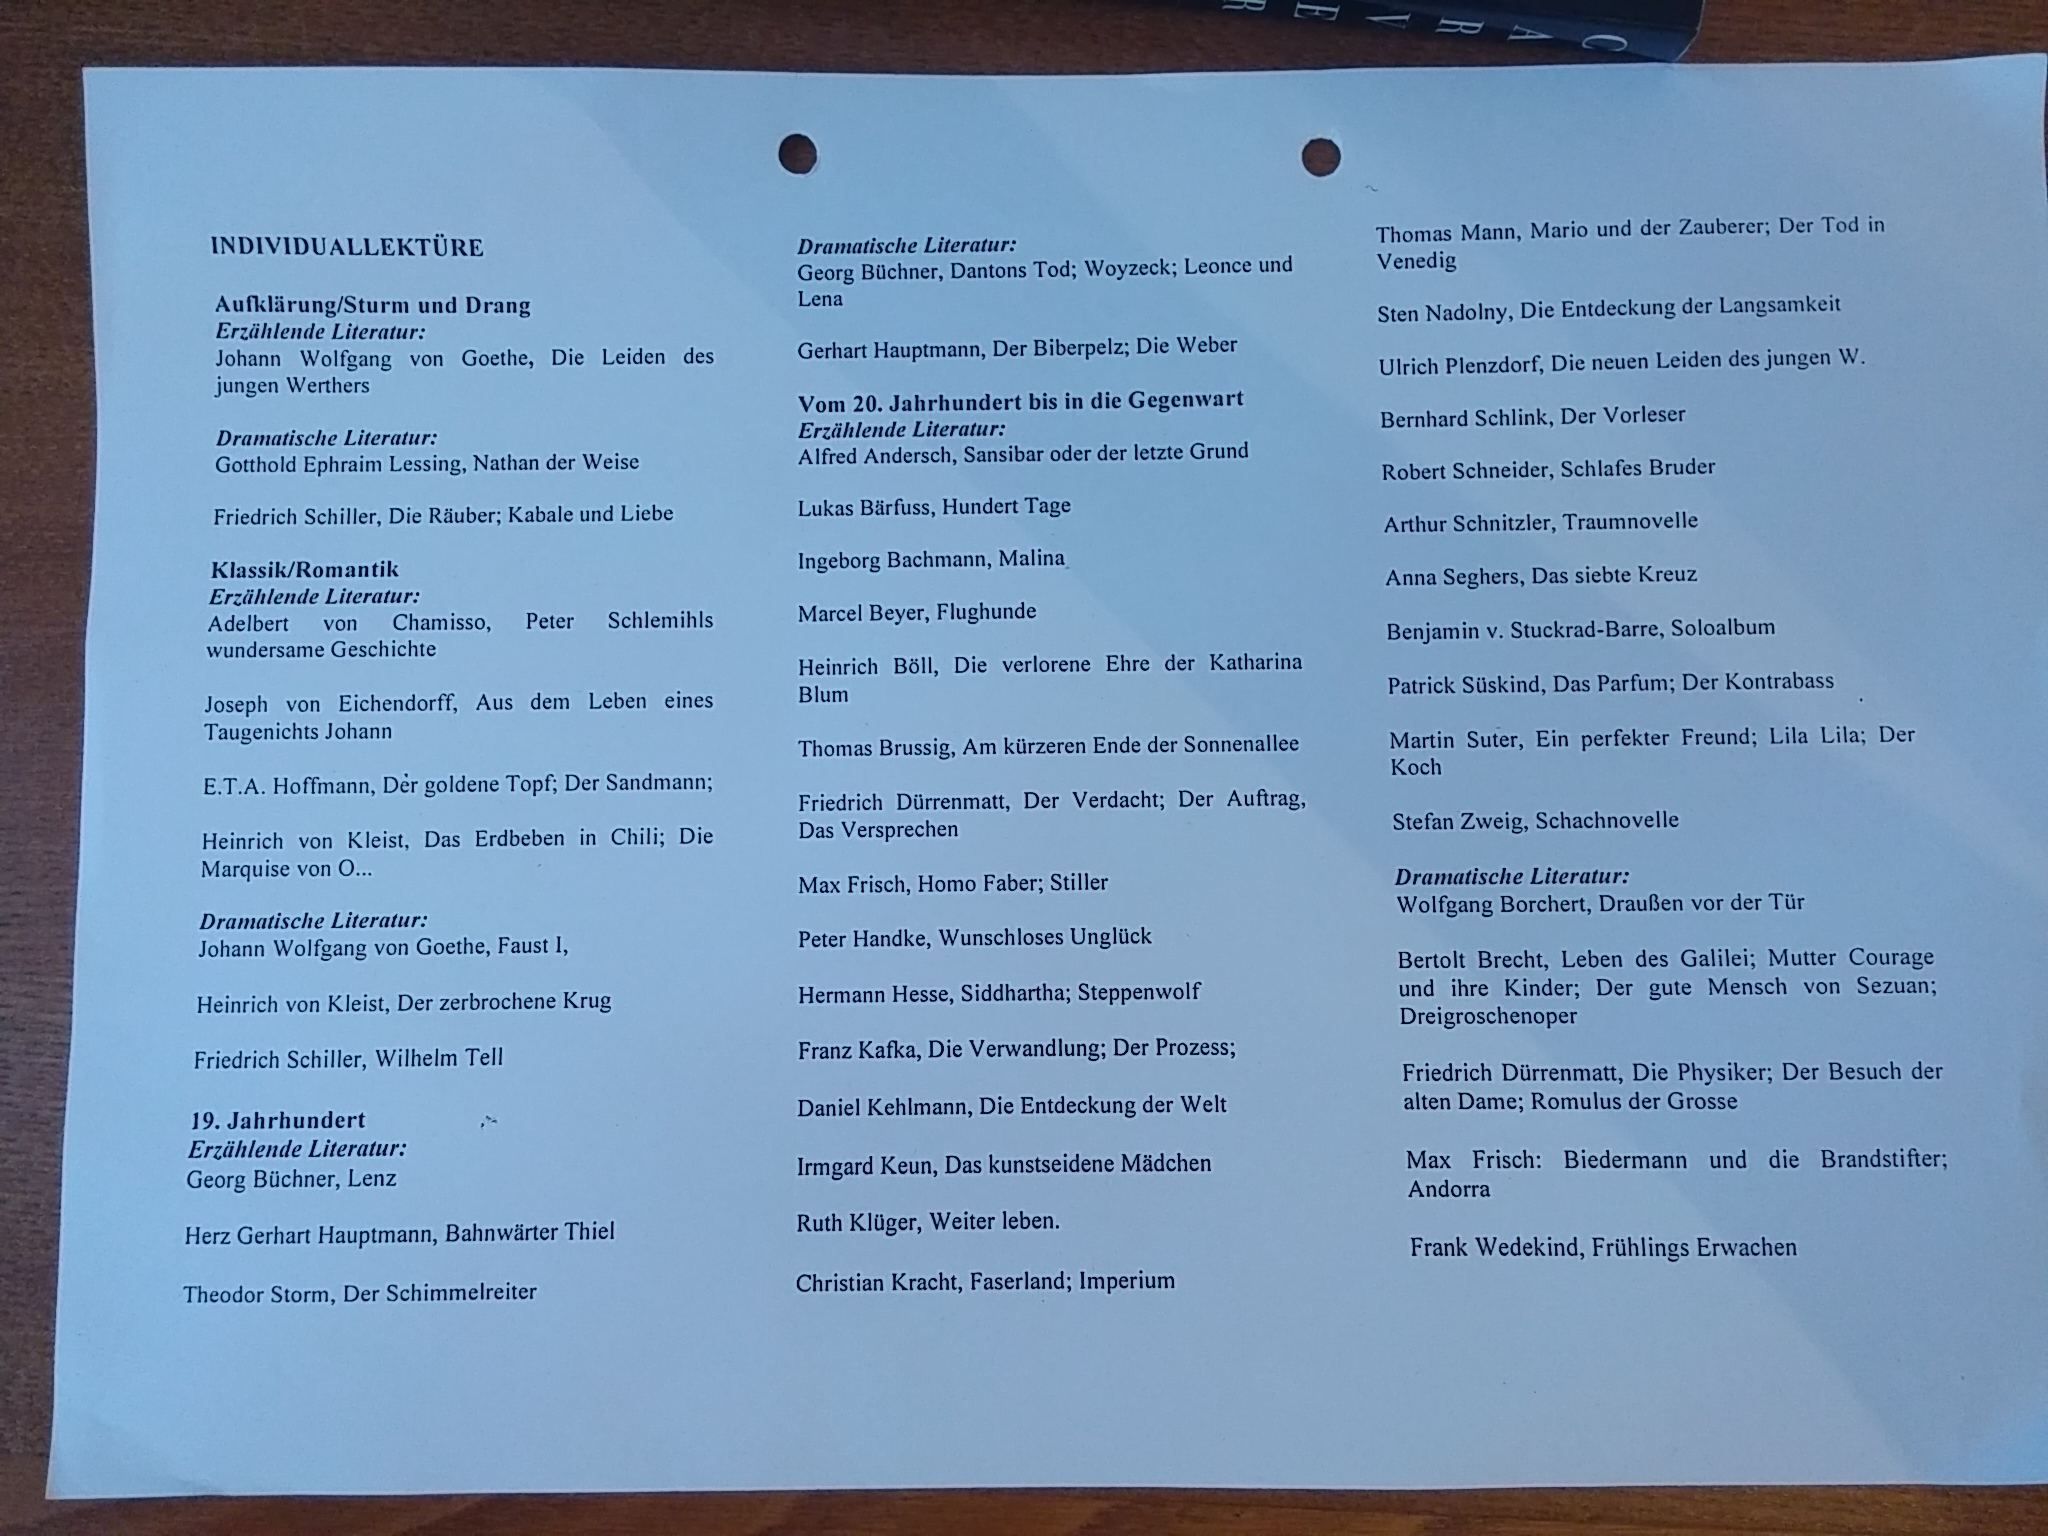 CARVER
INDIVIDUALLEKTÜRE
Aufklärung/Sturm und Drang
Erzählende Literatur:
Johann Wolfgang von Goethe, Die Leiden des
jungen Werthers
Dramatische Literatur:
Gotthold Ephraim Lessing, Nathan der Weise
Friedrich Schiller, Die Räuber; Kabale und Liebe
Klassik/Romantik
Erzählende Literatur:
Adelbert von Chamisso, Peter Schlemihls
wundersame Geschichte
Joseph von Eichendorff, Aus dem Leben eines
Taugenichts Johann
E.T.A. Hoffmann, Der goldene Topf; Der Sandmann;
Heinrich von Kleist, Das Erdbeben in Chili; Die
Marquise von O...
Dramatische Literatur:
Johann Wolfgang von Goethe, Faust I,
Heinrich von Kleist, Der zerbrochene Krug
Friedrich Schiller, Wilhelm Tell
19. Jahrhundert
Erzählende Literatur:
Georg Büchner, Lenz
Herz Gerhart Hauptmann, Bahnwärter Thiel
Theodor Storm, Der Schimmelreiter
Dramatische Literatur:
Georg Büchner, Dantons Tod; Woyzeck; Leonce und
Lena
Gerhart Hauptmann, Der Biberpelz; Die Weber
Vom 20. Jahrhundert bis in die Gegenwart
Erzählende Literatur:
Alfred Andersch, Sansibar oder der letzte Grund
Lukas Bärfuss, Hundert Tage
Ingeborg Bachmann, Malina
Marcel Beyer, Flughunde
Heinrich Böll, Die verlorene Ehre der Katharina
Blum
Thomas Brussig, Am kürzeren Ende der Sonnenallee
Friedrich Dürrenmatt, Der Verdacht; Der Auftrag,
Das Versprechen
Max Frisch, Homo Faber; Stiller
Peter Handke, Wunschloses Unglück
Hermann Hesse, Siddhartha; Steppenwolf
Franz Kafka, Die Verwandlung; Der Prozess;
Daniel Kehlmann, Die Entdeckung der Welt
Irmgard Keun, Das kunstseidene Mädchen
Ruth Klüger, Weiter leben.
Christian Kracht, Faserland; Imperium
Thomas Mann, Mario und der Zauberer; Der Tod in
Venedig
Sten Nadolny, Die Entdeckung der Langsamkeit
Ulrich Plenzdorf, Die neuen Leiden des jungen W.
Bernhard Schlink, Der Vorleser
Robert Schneider, Schlafes Bruder
Arthur Schnitzler, Traumnovelle
Anna Seghers, Das siebte Kreuz
Benjamin v. Stuckrad-Barre, Soloalbum
Patrick Süskind, Das Parfum; Der Kontrabass
Martin Suter, Ein perfekter Freund; Lila Lila; Der
Koch
Stefan Zweig, Schachnovelle
Dramatische Literatur:
Wolfgang Borchert, Draußen vor der Tür
Bertolt Brecht, Leben des Galilei; Mutter Courage
und ihre Kinder; Der gute Mensch von Sezuan;
Dreigroschenoper
Friedrich Dürrenmatt, Die Physiker; Der Besuch der
alten Dame; Romulus der Grosse
Max Frisch: Biedermann und die Brandstifter;
Andorra
Frank Wedekind, Frühlings Erwachen